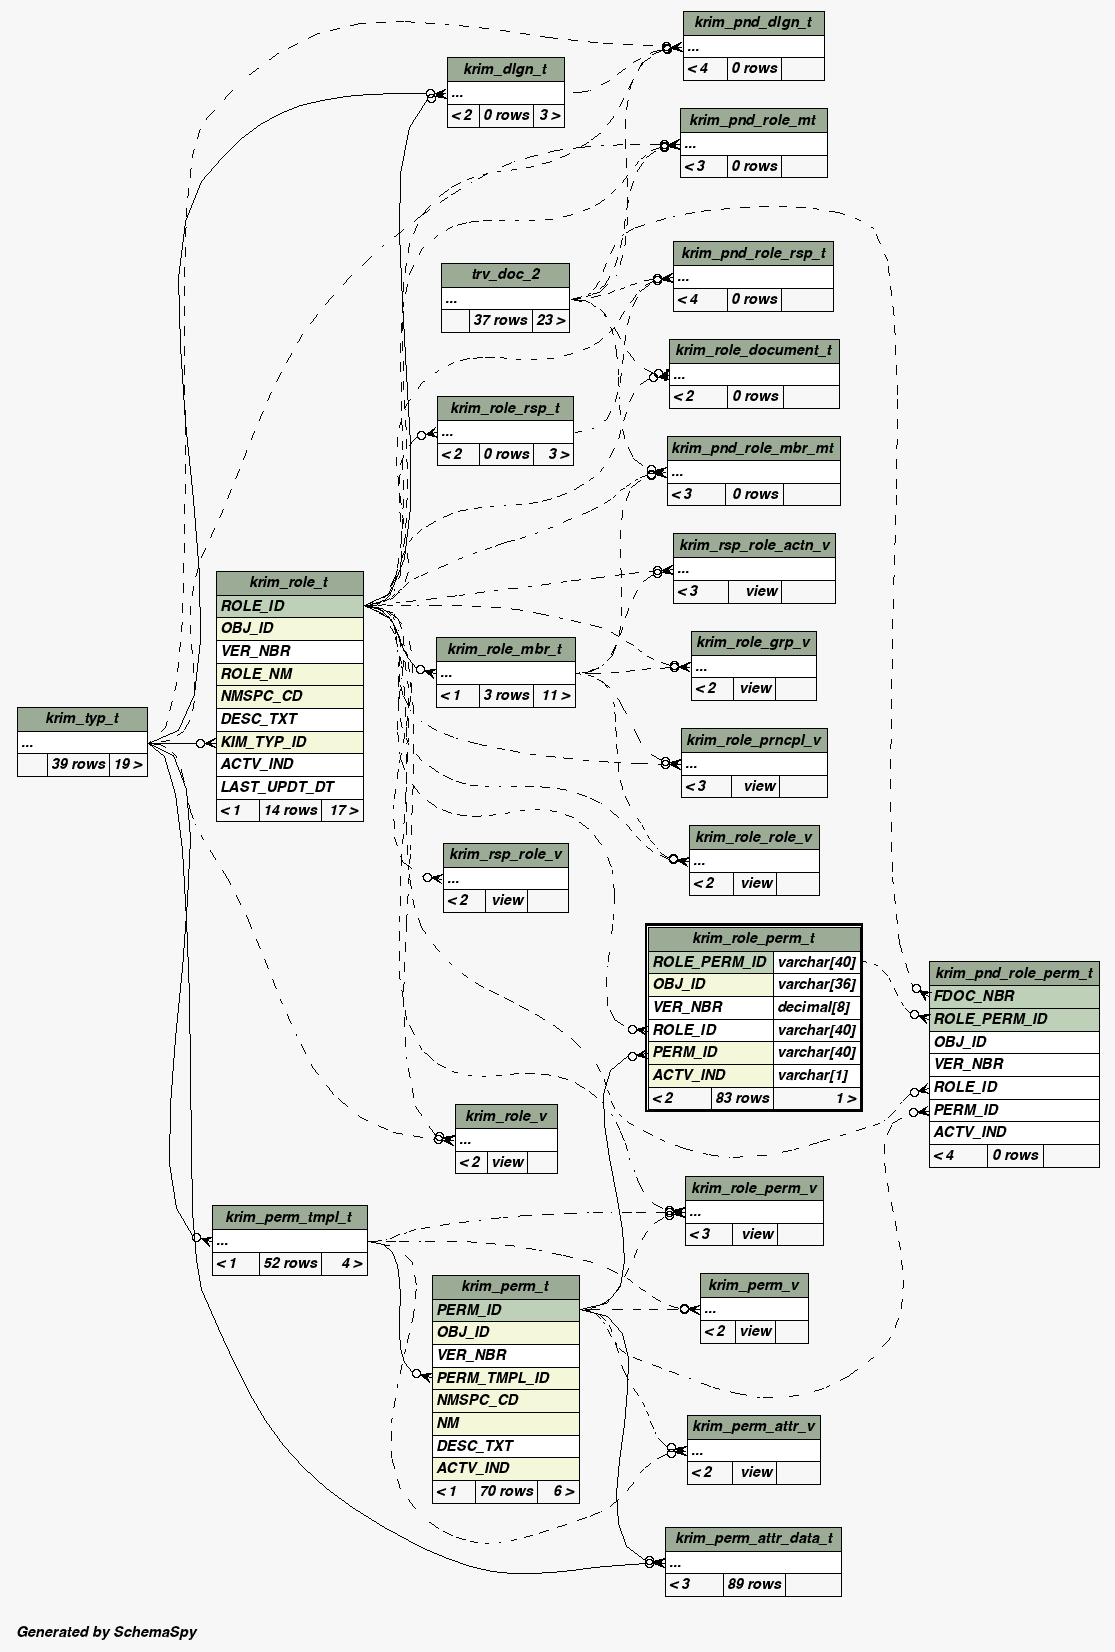 krim_pnd_dlgn_t
...
< 4 0 rows
krim_dlgn_t
...
< 2 0 rows 3 >
krim_pnd_role_mt
...
< 3 0 rows
krim_pnd_role_rsp_t
...
< 4 0 rows
trv_doc_2
...
37 rows 23 >
krim_role_document_t
...
< 2 0 rows
krim_role_rsp_t
...
< 2 0 rows 3 >
krim_pnd_role_mbr_mt
...
< 3 0 rows
krim_rsp_role_actn_v
...
< 3 view
krim_role_t
ROLE_ID
OBJ_ID
VER_NBR
ROLE_NM
NMSPC_CD
DESC_TXT
KIM_TYP_ID
ACTV_IND
LAST_UPDT_DT
< 1 14 rows 17 >
krim_role_grp_v
...
< 2 view
krim_role_mbr_t
...
< 1 3 rows 11 >
krim_typ_t
...
39 rows 19 >
krim_role_prncpl_v
...
< 3 view
krim_role_role_v
...
< 2 view
krim_rsp_role_v
...
< 2 view
krim_role_perm_t
ROLE_PERM_ID varchar[40]
OBJ_ID varchar[36]
VER_NBR decimal[8]
ROLE_ID varchar[40]
PERM_ID varchar[40]
ACTV_IND varchar[1]
< 2 83 rows 1 >
krim_pnd_role_perm_t
FDOC_NBR
ROLE_PERM_ID
OBJ_ID
VER_NBR
ROLE_ID
PERM_ID
ACTV_IND
< 4 0 rows
krim_role_v
...
< 2 view
krim_role_perm_v
...
< 3 view
krim_perm_tmpl_t
...
< 1 52 rows 4 >
krim_perm_t
PERM_ID
OBJ_ID
VER_NBR
PERM_TMPL_ID
NMSPC_CD
NM
DESC_TXT
ACTV_IND
< 1 70 rows 6 >
krim_perm_v
...
< 2 view
krim_perm_attr_v
...
< 2 view
krim_perm_attr_data_t
...
< 3 89 rows
Generated by SchemaSpy